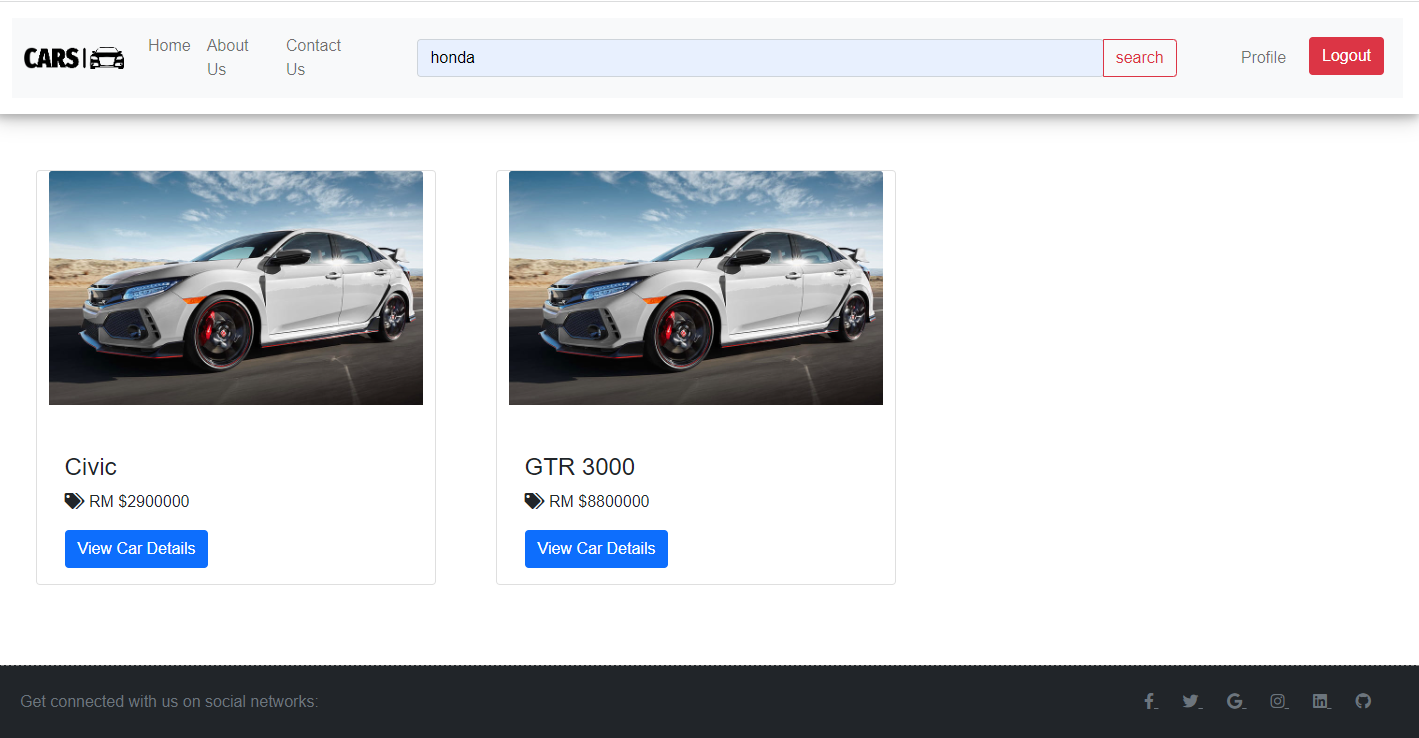 CARS|
Home
About Us
Contact Us
honda
search
Profile
Logout
Civic
RM $2900000
View Car Details
GTR 3000
RM $8800000
View Car Details
Get connected with us on social networks: